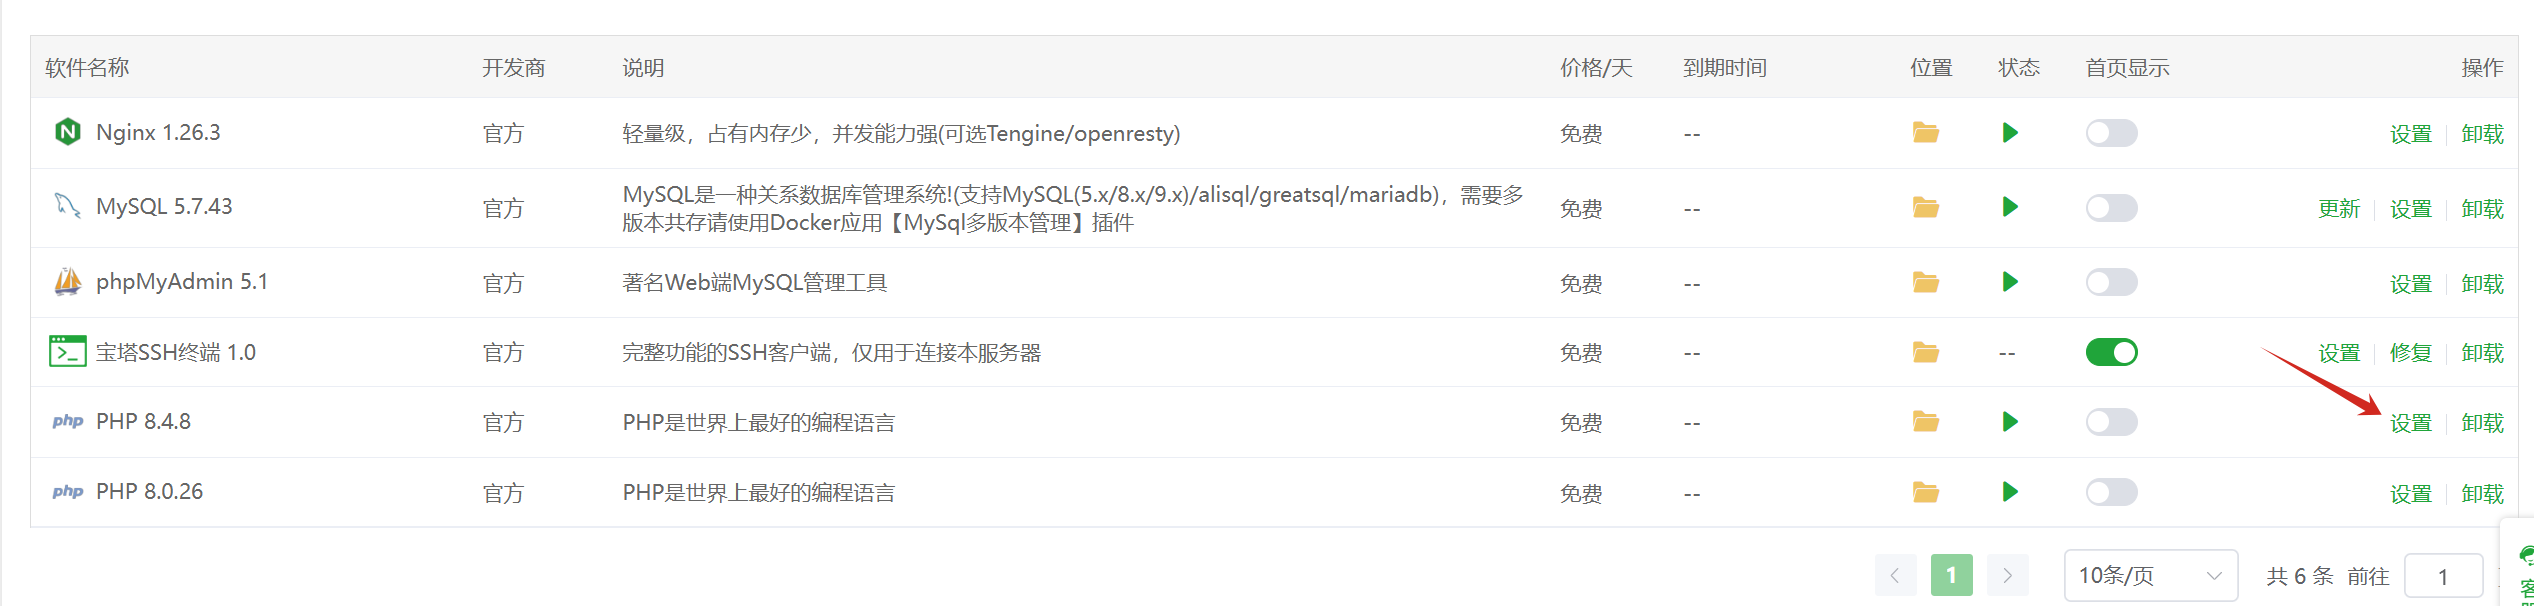 软件名称 开发商 说明 价格/天 到期时间 位置 状态 首页显示 操作
Nginx 1.26.3 官方 轻量级，占有内存少，并发能力强(可选Tengine/openresty) 免费 -- 设置 卸载
MySQL 5.7.43 官方 MySQL是一种关系数据库管理系统!(支持MySQL(5.x/8.x/9.x)/alisql/greatsql/mariadb)，需要多
版本共存请使用Docker应用【MySql多版本管理】插件 免费 -- 更新 设置 卸载
phpMyAdmin 5.1 官方 著名Web端MySQL管理工具 免费 -- 设置 卸载
宝塔SSH终端 1.0 官方 完整功能的SSH客户端，仅用于连接本服务器 免费 -- -- 设置 修复 卸载
php PHP 8.4.8 官方 PHP是世界上最好的编程语言 免费 -- 设置 卸载
php PHP 8.0.26 官方 PHP是世界上最好的编程语言 免费 -- 设置 卸载
1 10条/页 共 6 条 前往 1
客